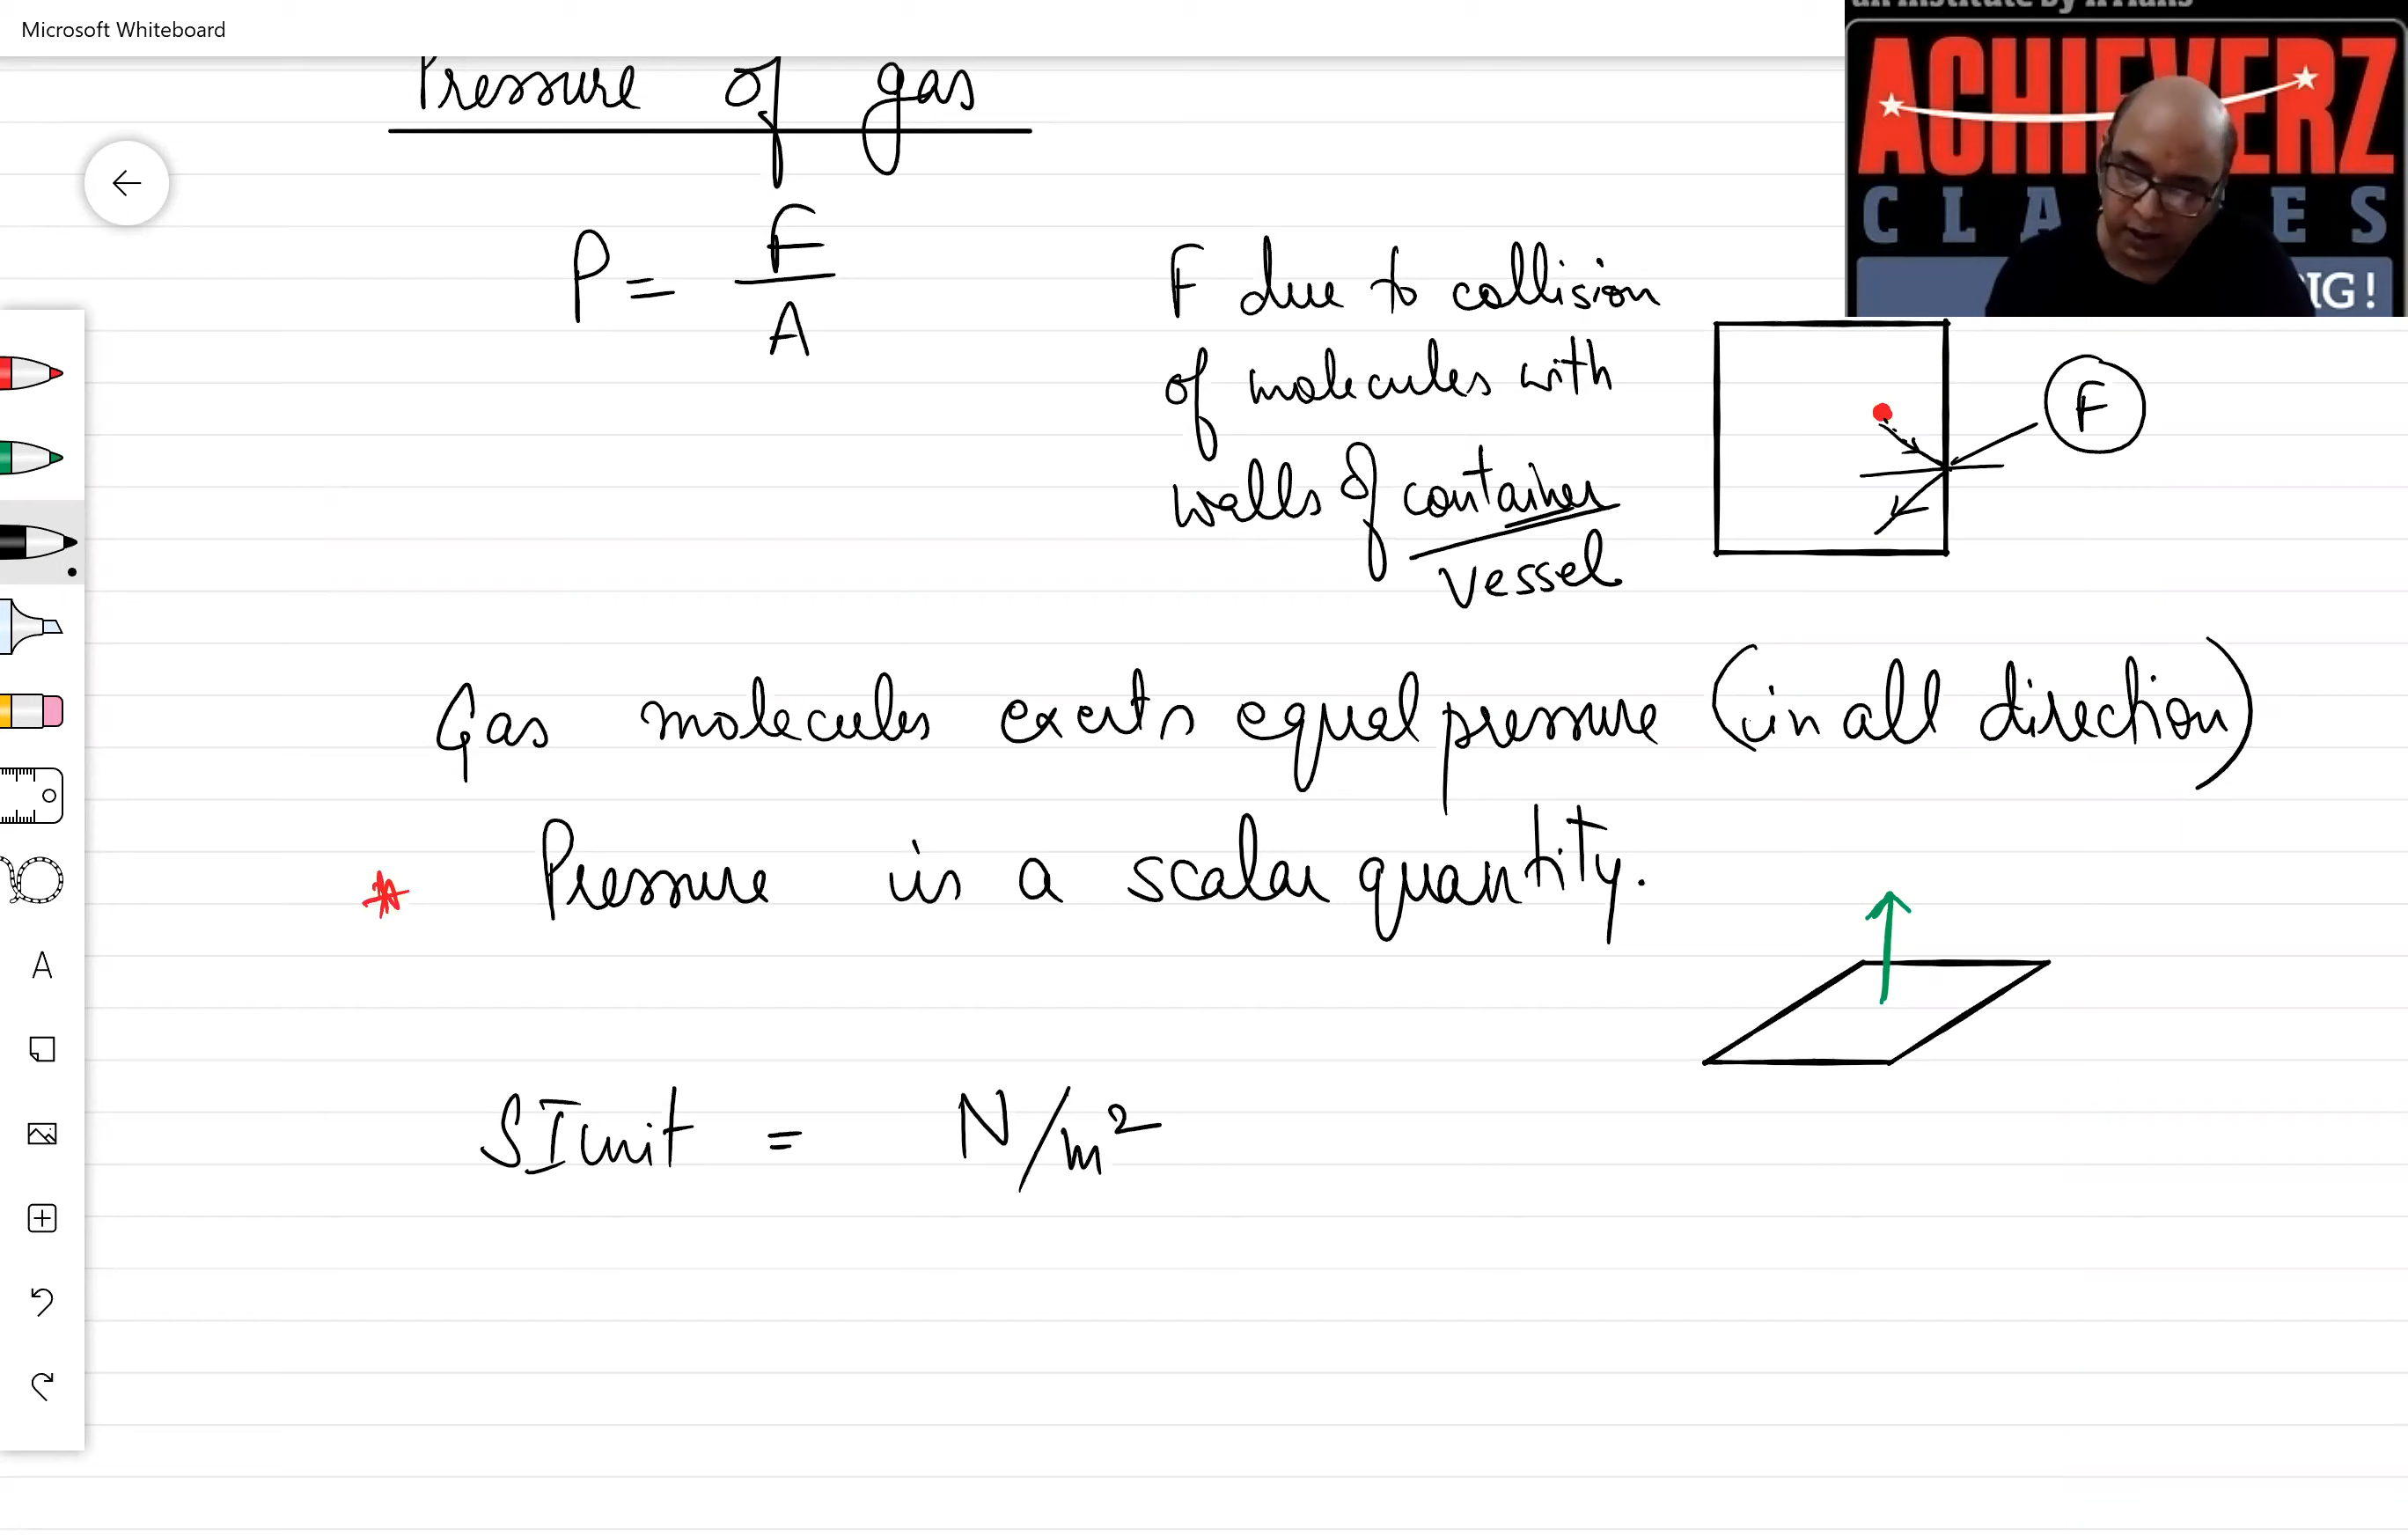 Microsoft Whiteboard
ACHIEVERZ
IG!
Pressure of gas
P = F
A
F due to collision
of molecules with
walls of container
vessel
F
Gas molecules exerts equal pressure (in all direction)
* Pressure is a scalar quantity.
SI unit = N/m²
A